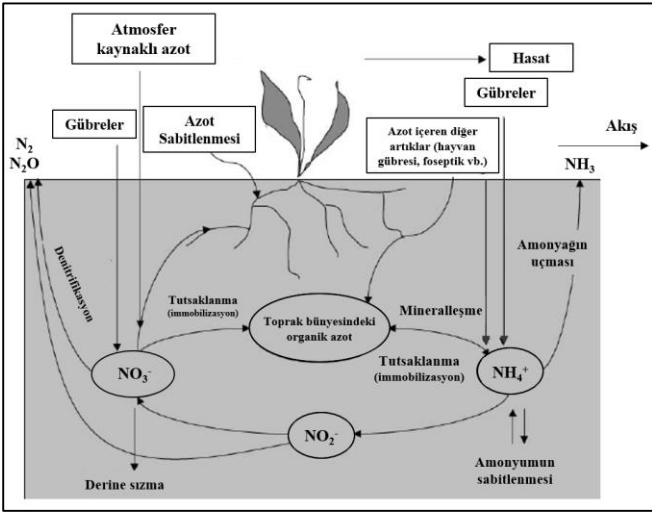 Atmosfer
kaynaklı azot
Hasat
Gübreler
Gübreler
Azot
Sabitlenmesi
Azot içeren diğer
artıklar (hayvan
gübresi, foseptik vb.)
Akış
N2
N2O
NH3
Denitrifikasyon
Amonyağın
uçması
Tutsaklanma
(immobilizasyon)
Toprak bünyesindeki
organik azot
Mineralleşme
Tutsaklanma
(immobilizasyon)
NO3-
NH4+
NO2-
Derine sızma
Amonyumun
sabitlenmesi